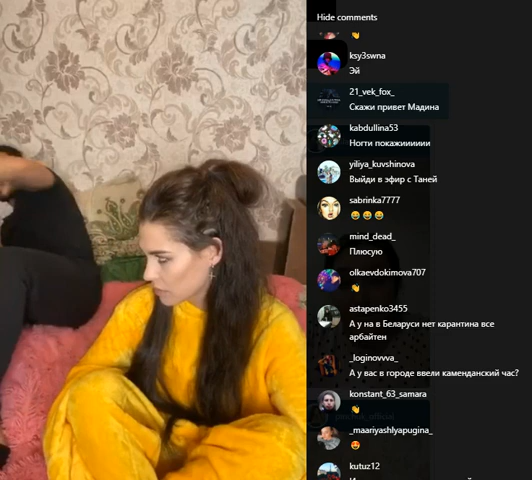 Hide comments
👏
ksy3swna
Эй
21_vek_fox_
Скажи привет Мадина
kabdullina53
Ногти покажииииии
yiliya_kuvshinova
Выйди в эфир с Таней
sabrinka7777
😂😂😂
mind_dead_
Плюсую
olkaevdokimova707
👏
astapenko3455
А у на в Беларуси нет карантина все
арбайтен
_loginovvva_
А у вас в городе ввели каменданский час?
konstant_63_samara
👏
_maariyashlyapugina_
😍
kutuz12